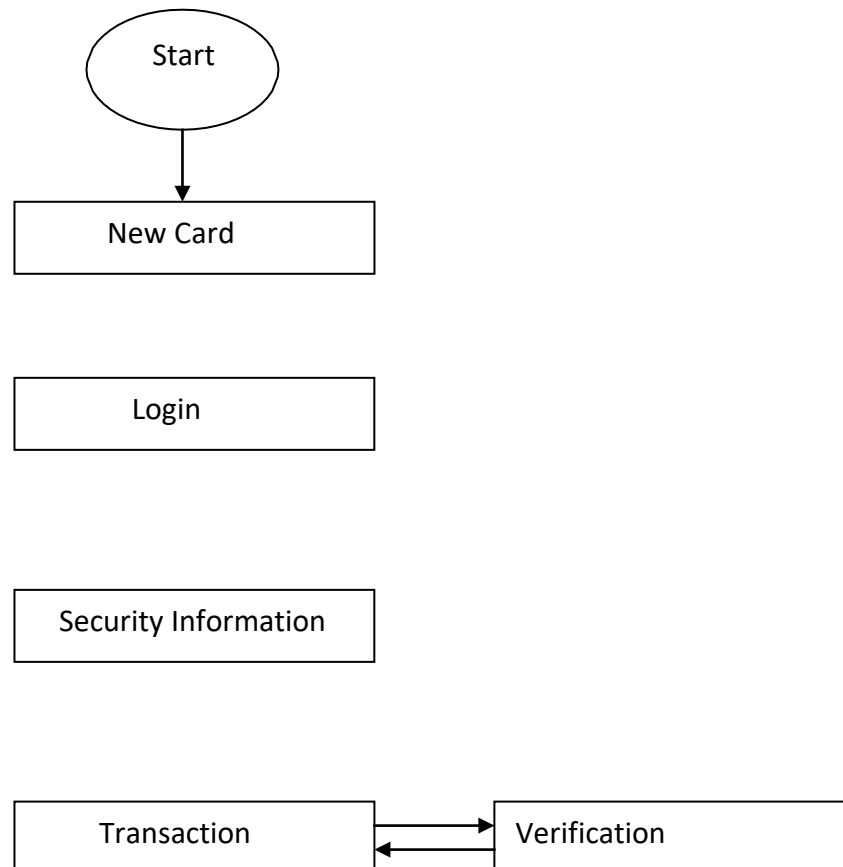 Start
New Card
Login
Security Information
Transaction
Verification